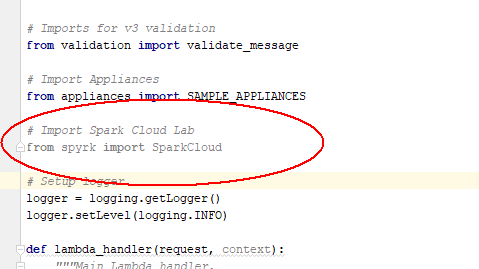 # Imports for v3 validation
from validation import validate_message
# Import Appliances
from appliances import SAMPLE_APPLIANCES
# Import Spark Cloud Lab
from spyrk import SparkCloud
# Setup logger
logger = logging.getLogger()
logger.setLevel(logging.INFO)
def lambda_handler(request, context):
"""Main Lambda handler.